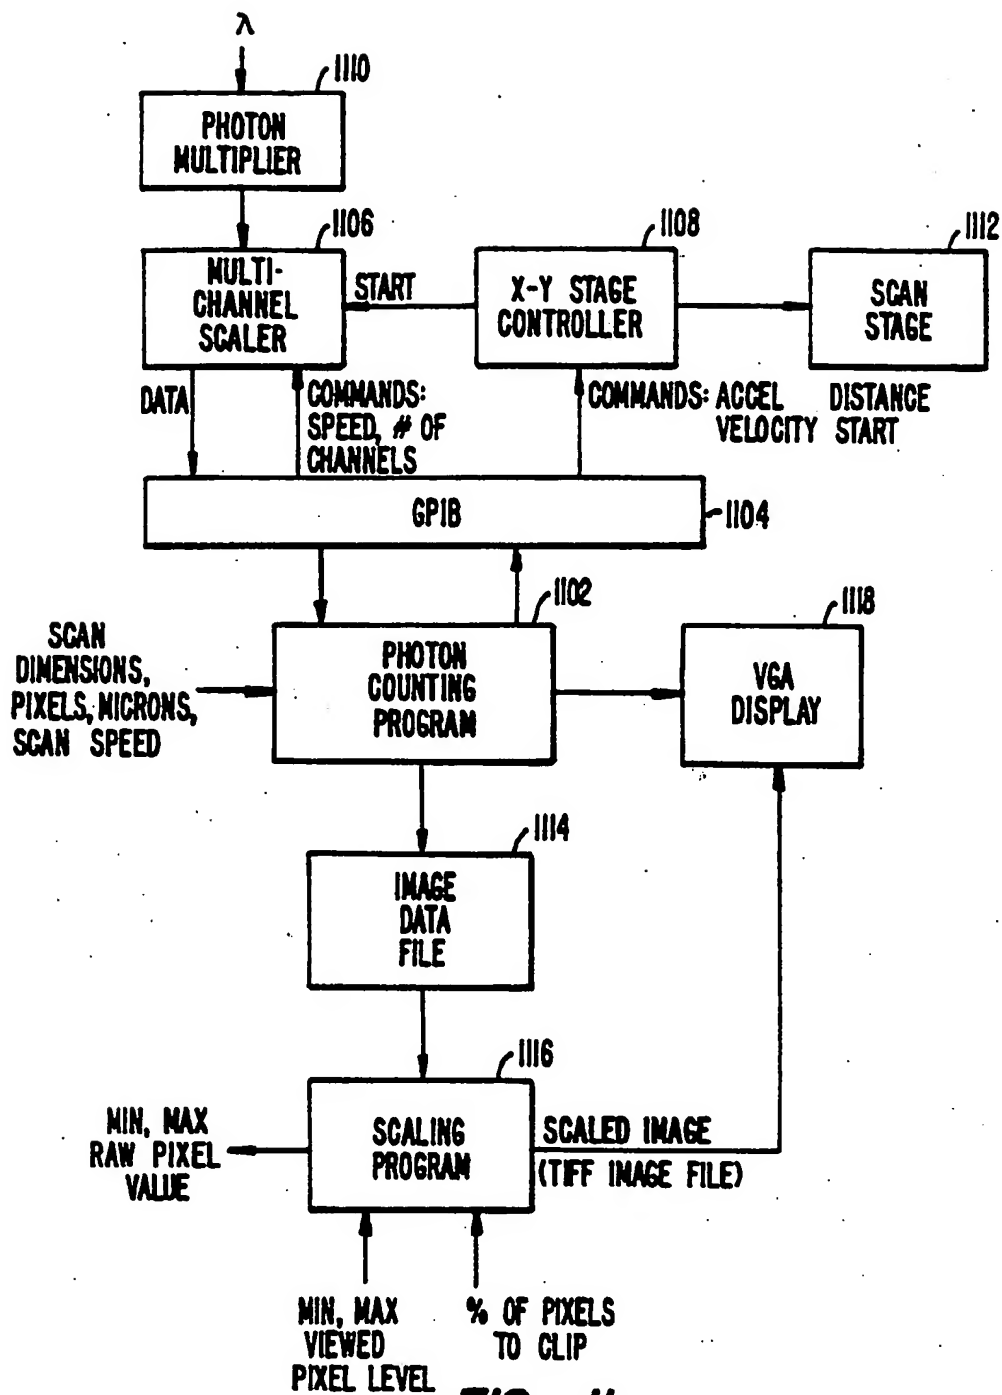 λ
1110
PHOTON
MULTIPLIER
1106
MULTI-
CHANNEL
SCALER
START
1108
X-Y STAGE
CONTROLLER
1112
SCAN
STAGE
DATA
COMMANDS:
SPEED, # OF
CHANNELS
COMMANDS: ACCEL DISTANCE
VELOCITY START
GPIB
1104
1102
PHOTON
COUNTING
PROGRAM
SCAN
DIMENSIONS,
PIXELS, MICRONS,
SCAN SPEED
1118
VGA
DISPLAY
1114
IMAGE
DATA
FILE
1116
SCALING
PROGRAM
MIN, MAX
RAW PIXEL
VALUE
SCALED IMAGE
(TIFF IMAGE FILE)
MIN, MAX
VIEWED
PIXEL LEVEL
% OF PIXELS
TO CLIP